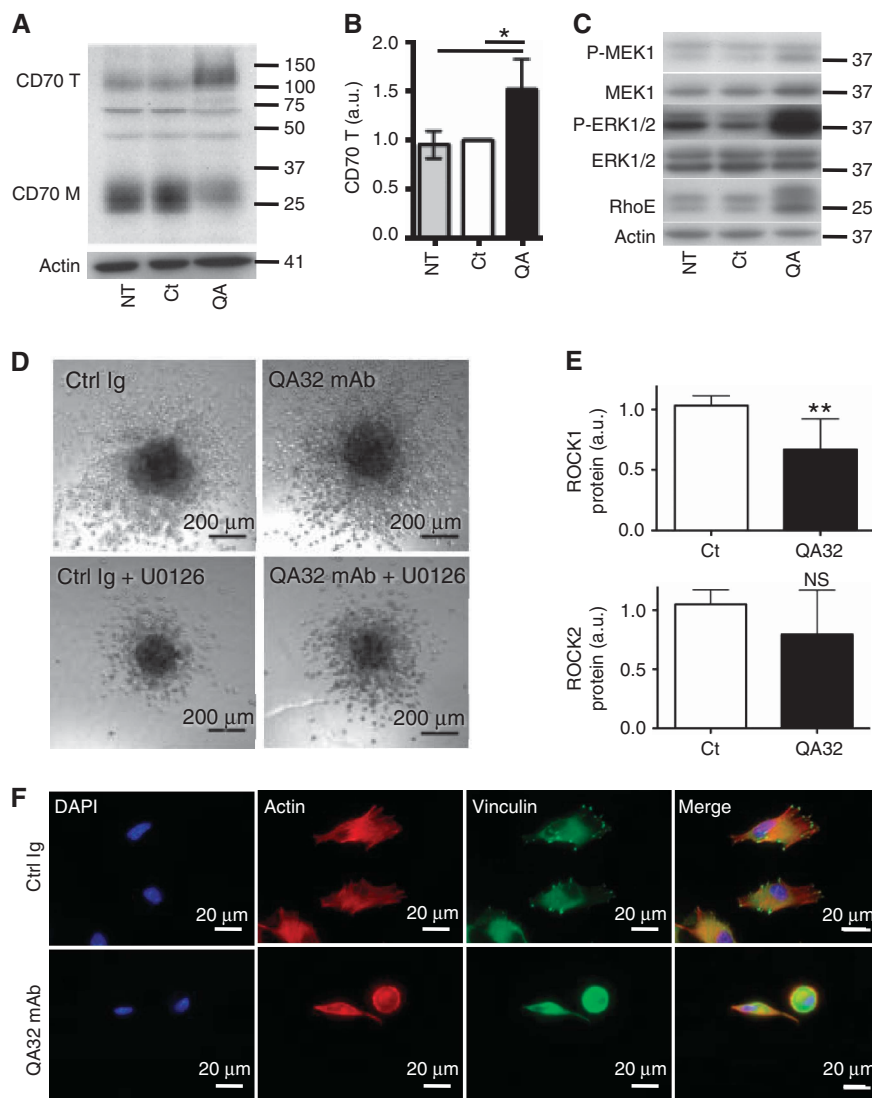 A
CD70 T
CD70 M
Actin
150
100
75
50
37
25
41
NT
Ct
QA
B
*
CD70 T (a.u.)
2.0
1.5
1.0
0.5
0.0
NT
Ct
QA
C
P-MEK1
MEK1
P-ERK1/2
ERK1/2
RhoE
Actin
37
37
37
37
25
37
NT
Ct
QA
D
Ctrl Ig
200 μm
QA32 mAb
200 μm
Ctrl Ig + U0126
200 μm
QA32 mAb + U0126
200 μm
E
ROCK1
protein (a.u.)
1.0
0.5
0.0
**
Ct
QA32
ROCK2
protein (a.u.)
1.0
0.5
0.0
NS
Ct
QA32
F
DAPI
Actin
Vinculin
Merge
Ctrl Ig
20 μm
20 μm
20 μm
20 μm
QA32 mAb
20 μm
20 μm
20 μm
20 μm